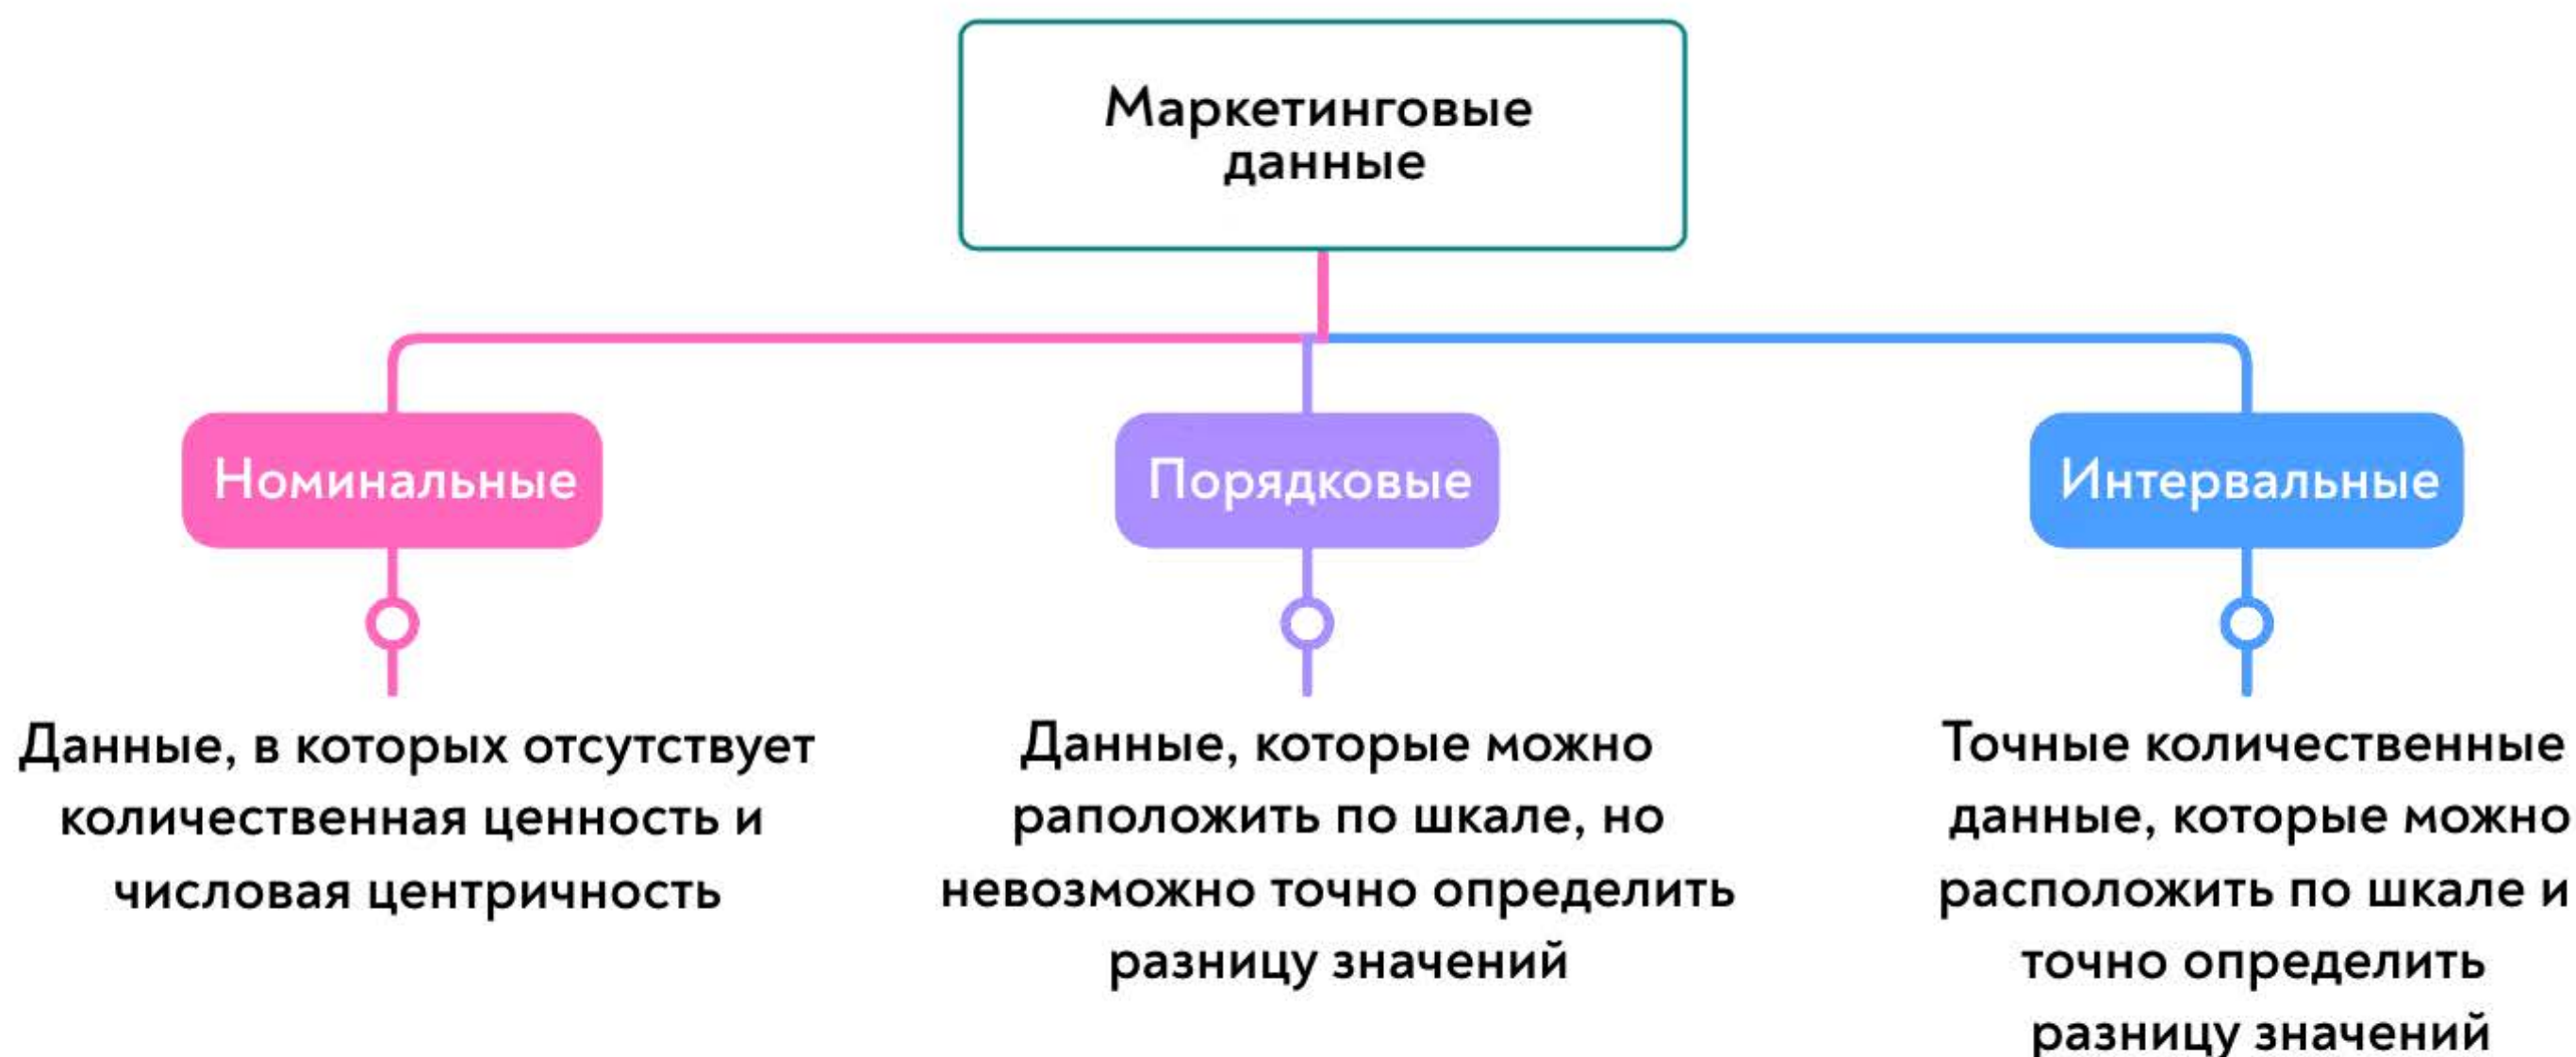 Маркетинговые
данные
Номинальные
Порядковые
Интервальные
Данные, в которых отсутствует
количественная ценность и
числовая центричность
Данные, которые можно
раположить по шкале, но
невозможно точно определить
разницу значений
Точные количественные
данные, которые можно
расположить по шкале и
точно определить
разницу значений